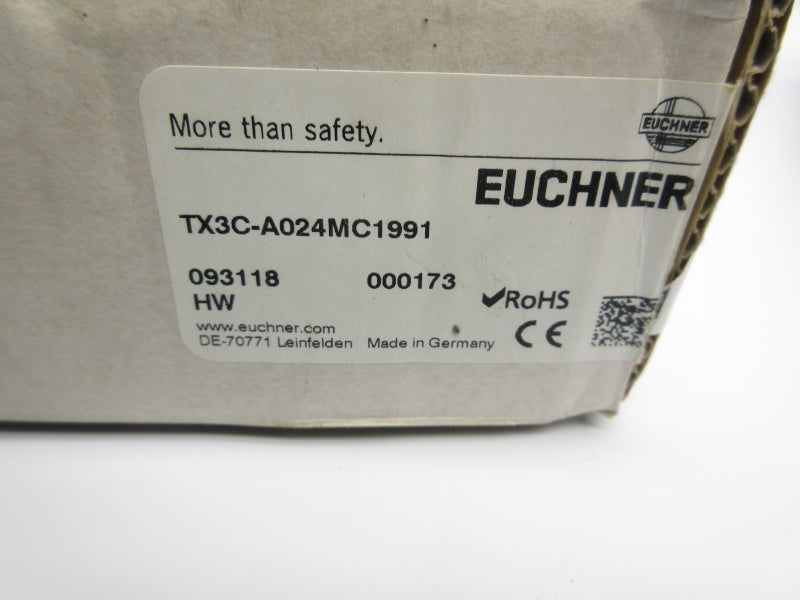 More than safety.
EUCHNER
EUCHNER
TX3C-A024MC1991
093118 000173
HW
✔RoHS
www.euchner.com
DE-70771 Leinfelden Made in Germany
CE